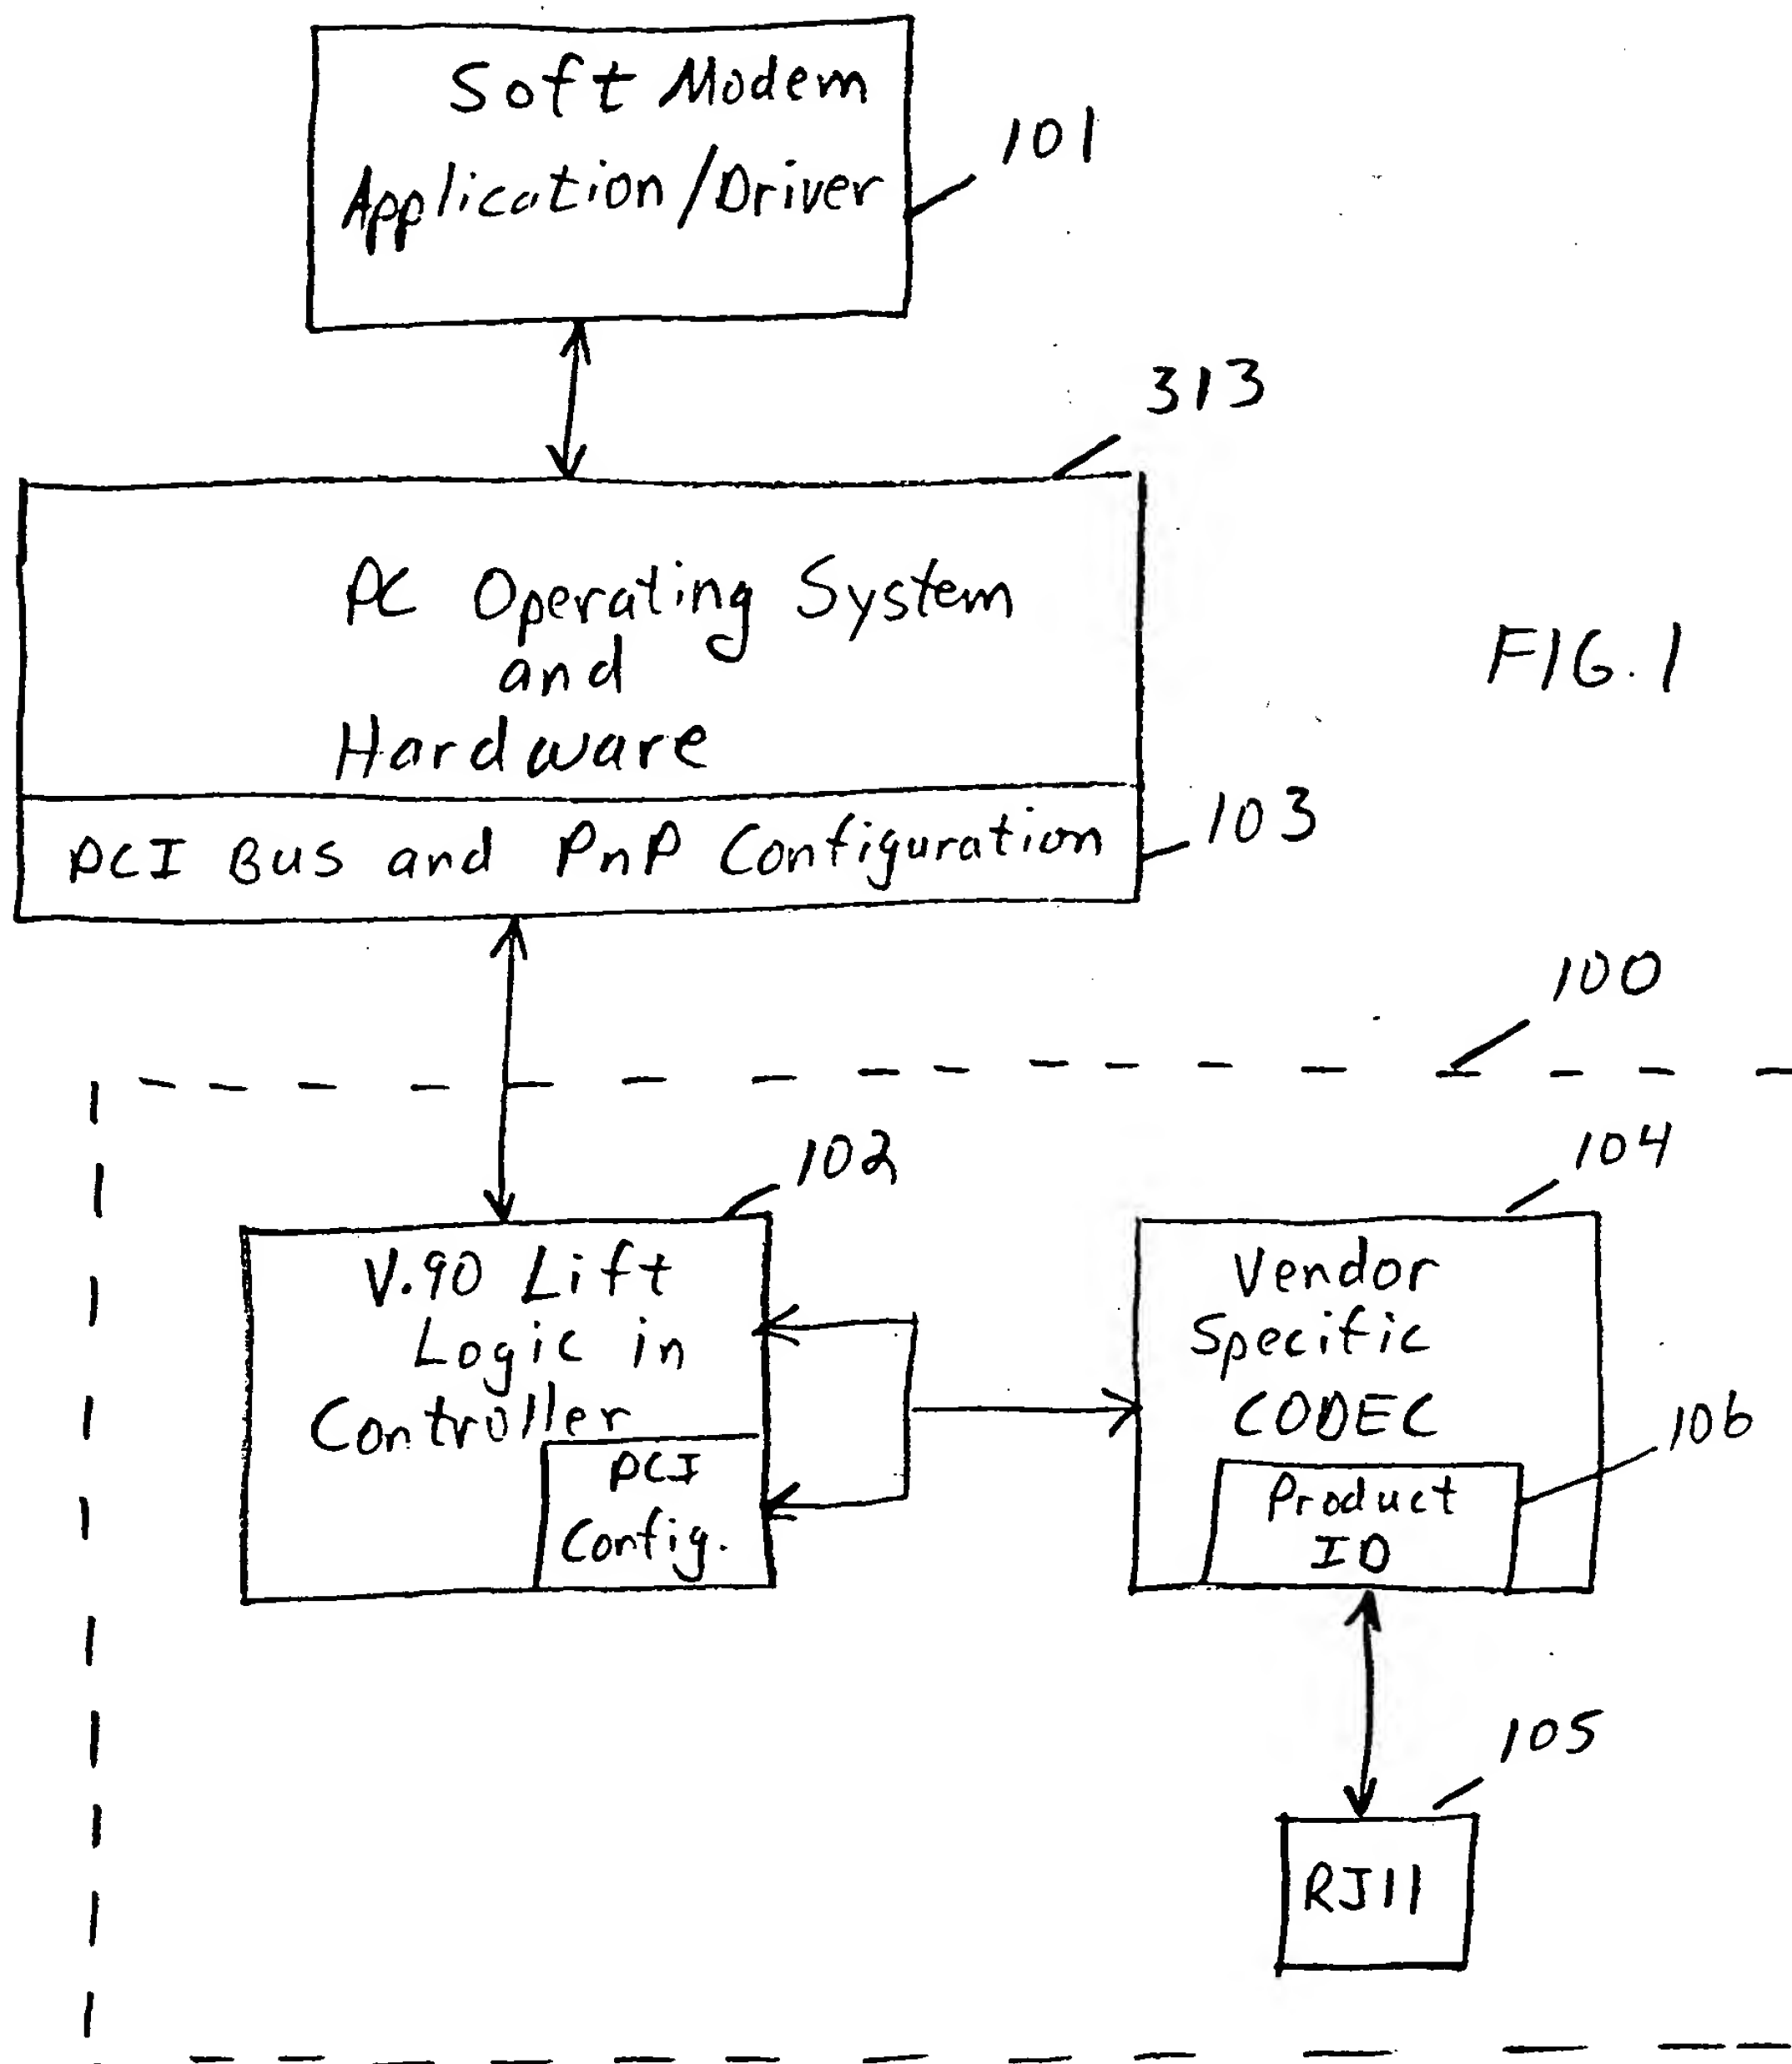 Soft Modem
Application/Driver
101
313
PC Operating System
and
Hardware
FIG. 1
PCI Bus and PnP Configuration
103
100
102
104
V.90 Lift
Logic in
Controller
PCI
Config.
Vendor
Specific
CODEC
106
Product
ID
105
RJ11